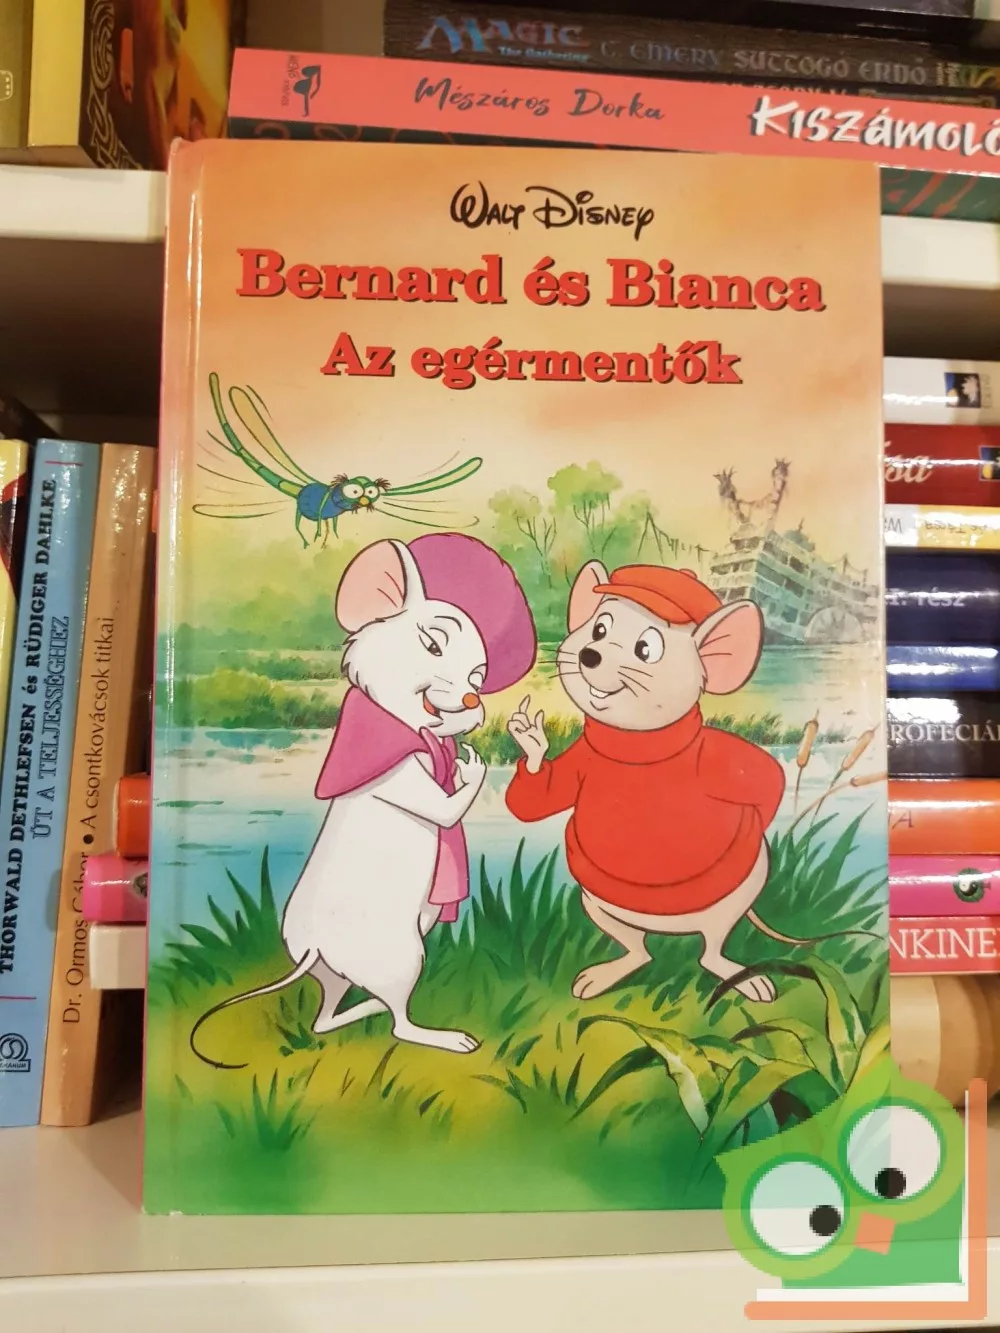 MAGIC
The Gathering
C. EMERY SUTTOGÓ ERDŐ
Mészáros Dorka
KISZÁMOLÓ
WALT DISNEY
Bernard és Bianca
Az egérmentők
THORWALD DETHLEFSEN és RÜDIGER DAHLKE
ÚT A TELJESSÉGHEZ
Dr. Ormos Gábor • A csontkovácsok titkai
rész